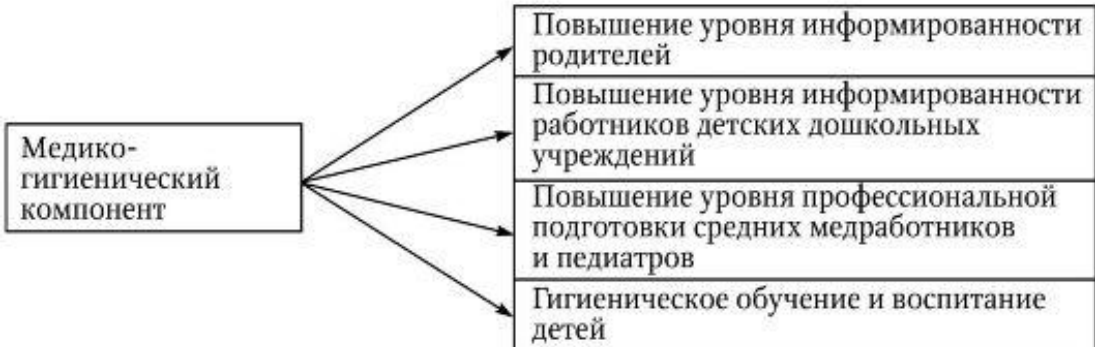 Медико-
гигиенический
компонент
Повышение уровня информированности
родителей
Повышение уровня информированности
работников детских дошкольных
учреждений
Повышение уровня профессиональной
подготовки средних медработников
и педиатров
Гигиеническое обучение и воспитание
детей